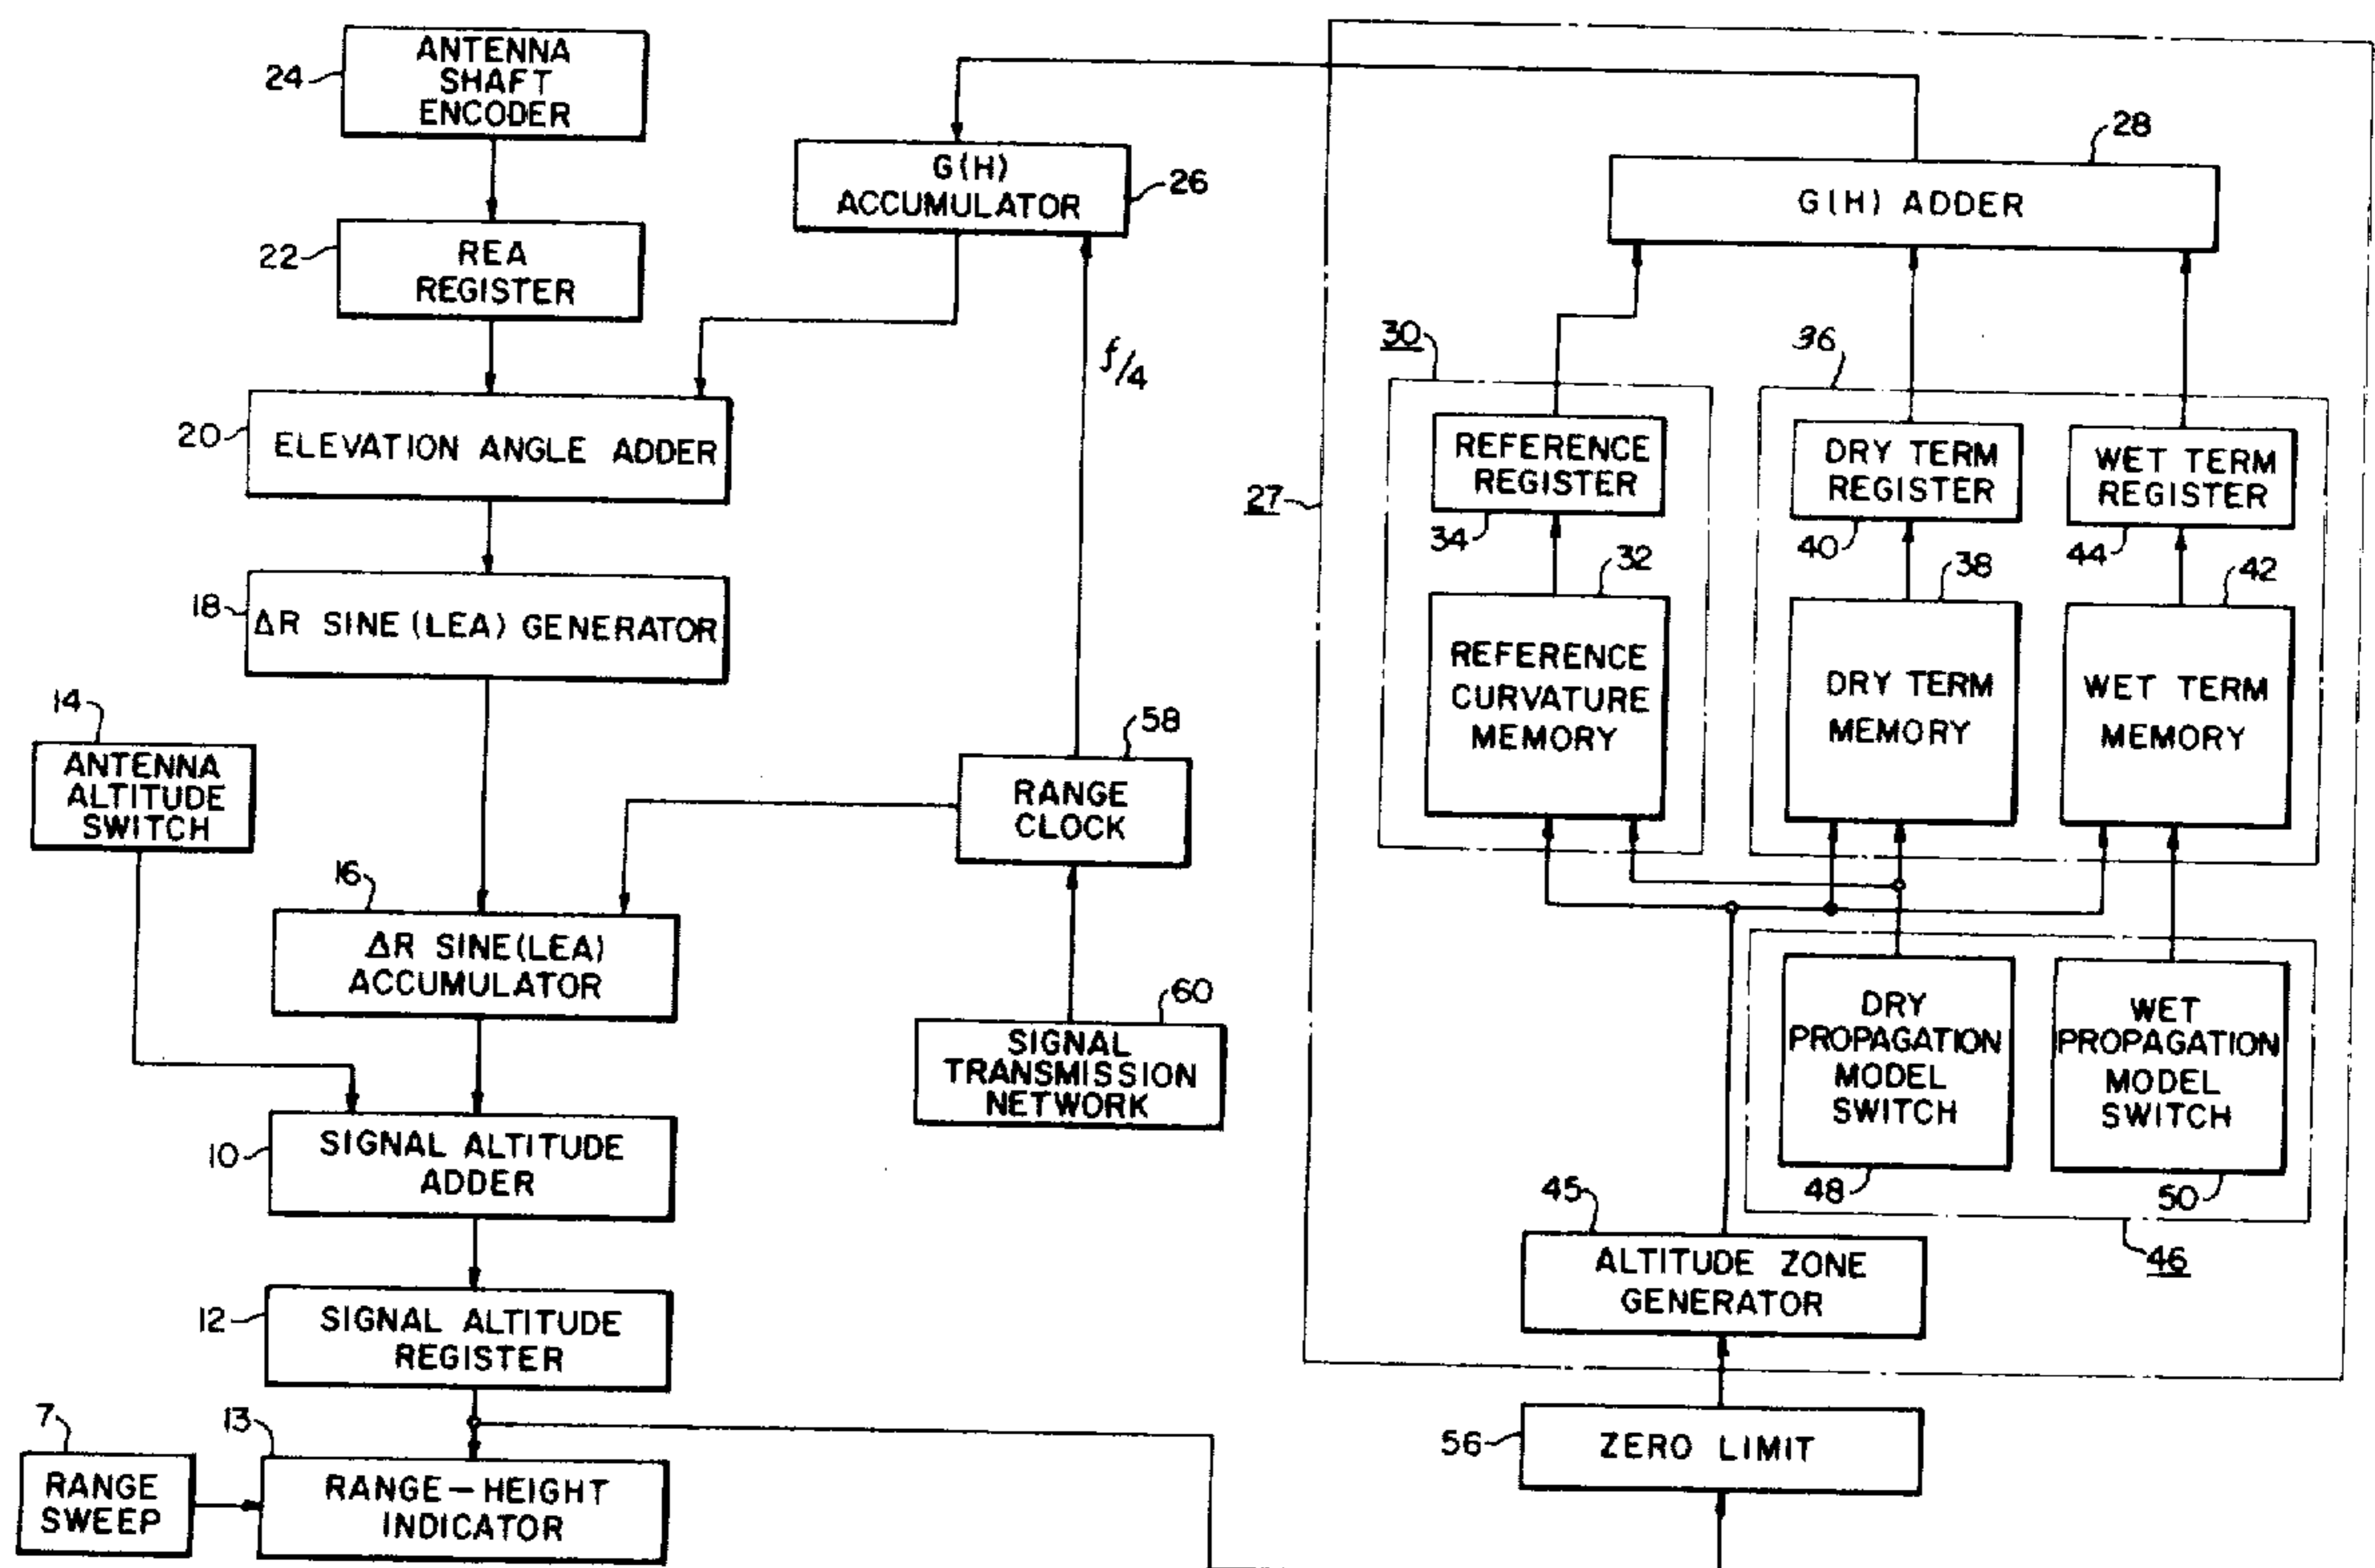 24
ANTENNA
SHAFT
ENCODER
22
REA
REGISTER
G(H)
ACCUMULATOR
26
28
G(H) ADDER
20
ELEVATION ANGLE ADDER
f/4
27
30
36
REFERENCE
REGISTER
34
DRY TERM
REGISTER
40
WET TERM
REGISTER
44
18
ΔR SINE (LEA) GENERATOR
32
REFERENCE
CURVATURE
MEMORY
38
DRY TERM
MEMORY
42
WET TERM
MEMORY
14
ANTENNA
ALTITUDE
SWITCH
58
RANGE
CLOCK
16
ΔR SINE(LEA)
ACCUMULATOR
60
SIGNAL
TRANSMISSION
NETWORK
DRY
PROPAGATION
MODEL
SWITCH
48
WET
PROPAGATION
MODEL
SWITCH
50
46
10
SIGNAL ALTITUDE
ADDER
45
ALTITUDE ZONE
GENERATOR
12
SIGNAL ALTITUDE
REGISTER
7
RANGE
SWEEP
13
RANGE-HEIGHT
INDICATOR
56
ZERO LIMIT